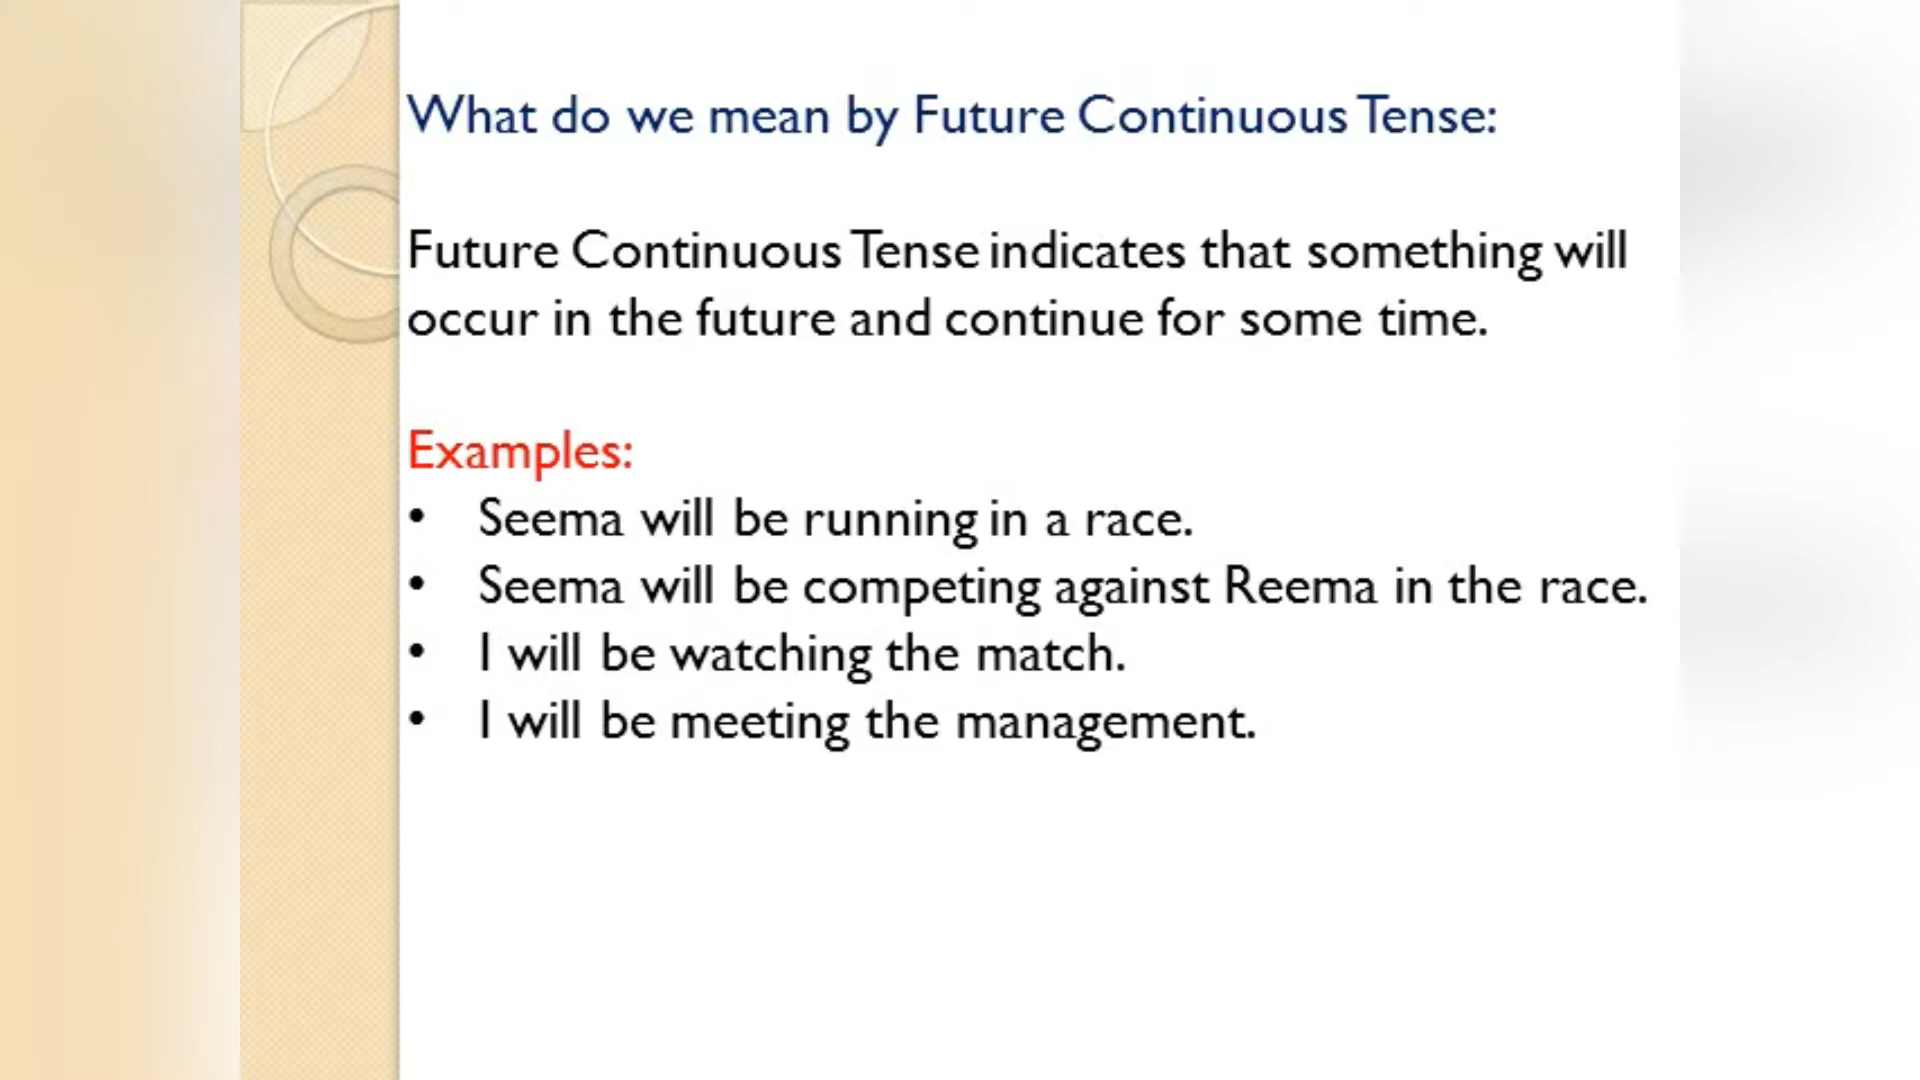 What do we mean by Future Continuous Tense:
Future Continuous Tense indicates that something will
occur in the future and continue for some time.
Examples:
• Seema will be running in a race.
• Seema will be competing against Reema in the race.
• I will be watching the match.
• I will be meeting the management.